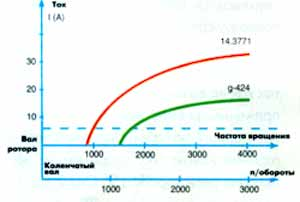 Ток
I (А)
14.3771
g-424
30
20
10
Частота вращения
Вал
ротора
1000
2000
3000
4000
Коленчатый
вал
1000
2000
3000
n/обороты